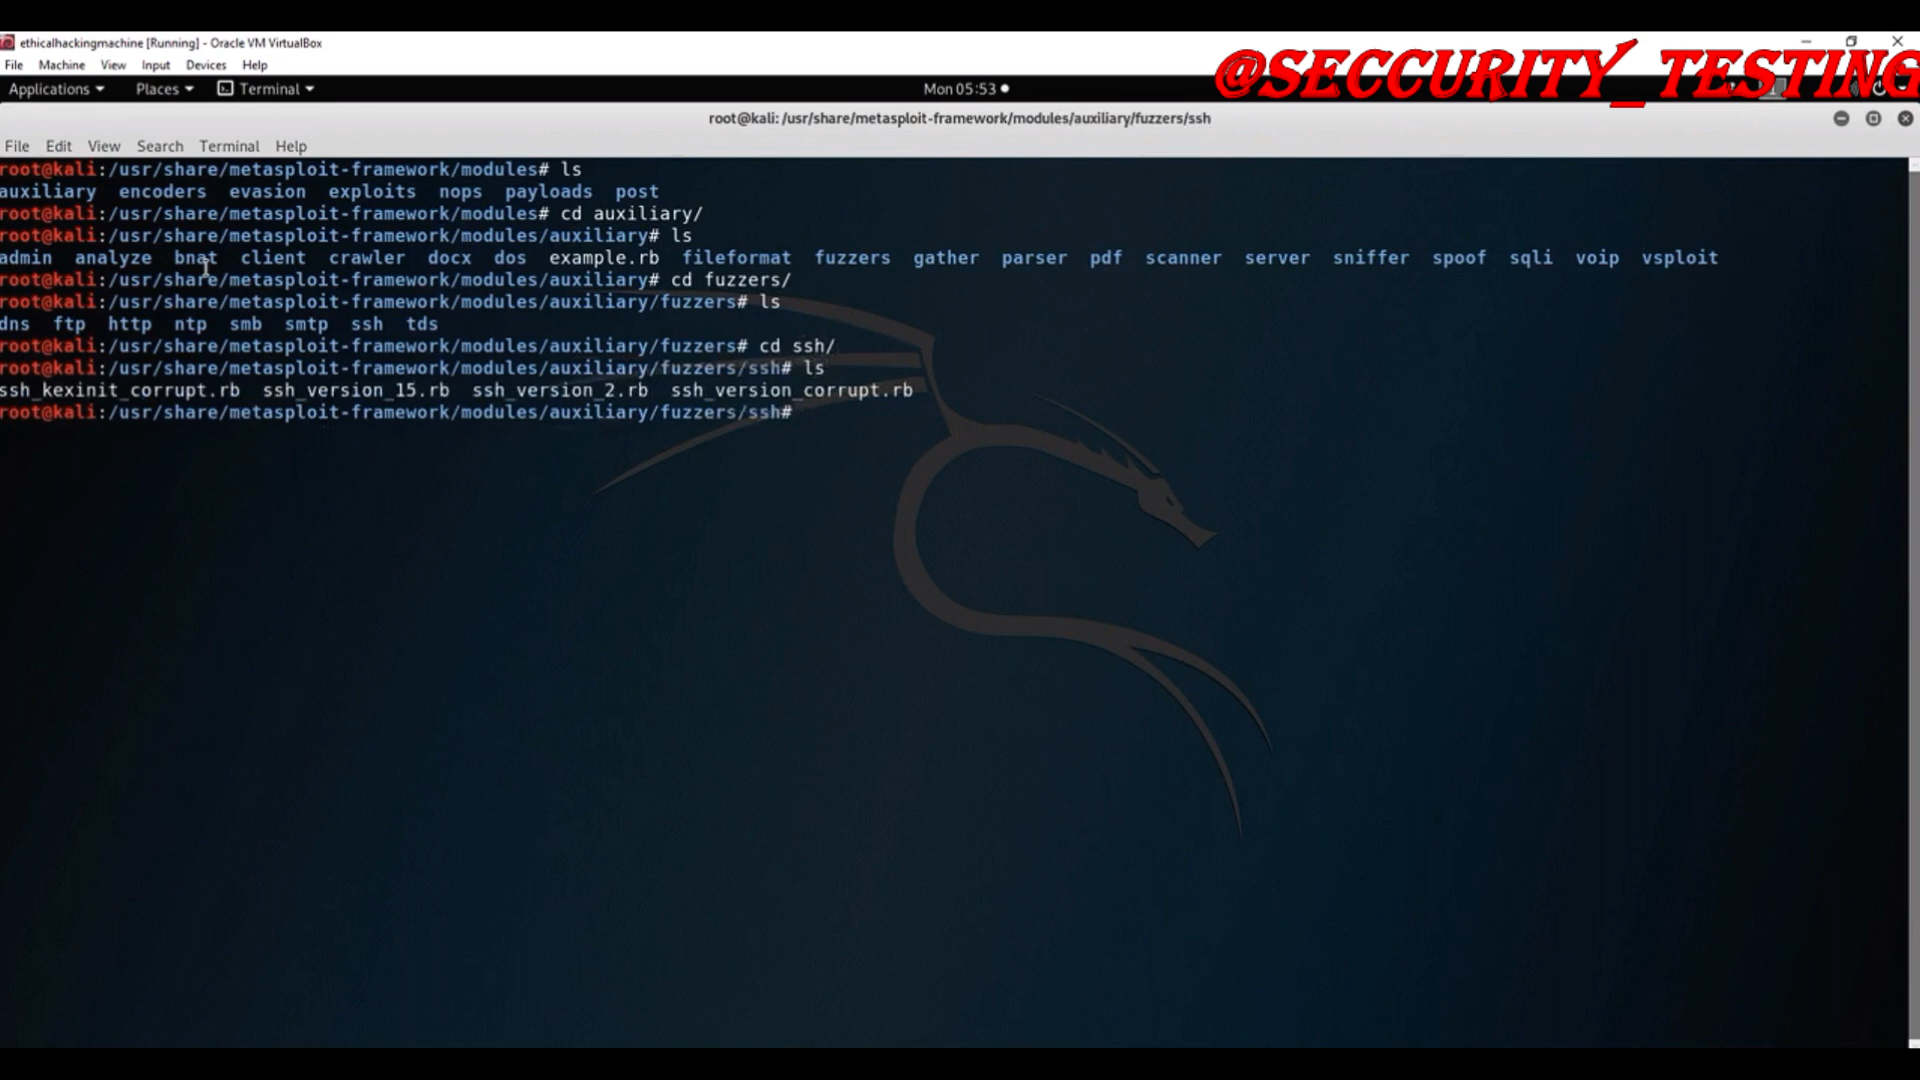 ethicalhackingmachine [Running] - Oracle VM VirtualBox
File Machine View Input Devices Help
@SECCURITY_TESTING
Applications Places Terminal Mon 05:53
root@kali: /usr/share/metasploit-framework/modules/auxiliary/fuzzers/ssh
File Edit View Search Terminal Help
root@kali:/usr/share/metasploit-framework/modules# ls
auxiliary encoders evasion exploits nops payloads post
root@kali:/usr/share/metasploit-framework/modules# cd auxiliary/
root@kali:/usr/share/metasploit-framework/modules/auxiliary# ls
admin analyze bnat client crawler docx dos example.rb fileformat fuzzers gather parser pdf scanner server sniffer spoof sqli voip vsploit
root@kali:/usr/share/metasploit-framework/modules/auxiliary# cd fuzzers/
root@kali:/usr/share/metasploit-framework/modules/auxiliary/fuzzers# ls
dns ftp http ntp smb smtp ssh tds
root@kali:/usr/share/metasploit-framework/modules/auxiliary/fuzzers# cd ssh/
root@kali:/usr/share/metasploit-framework/modules/auxiliary/fuzzers/ssh# ls
ssh_kexinit_corrupt.rb ssh_version_15.rb ssh_version_2.rb ssh_version_corrupt.rb
root@kali:/usr/share/metasploit-framework/modules/auxiliary/fuzzers/ssh#